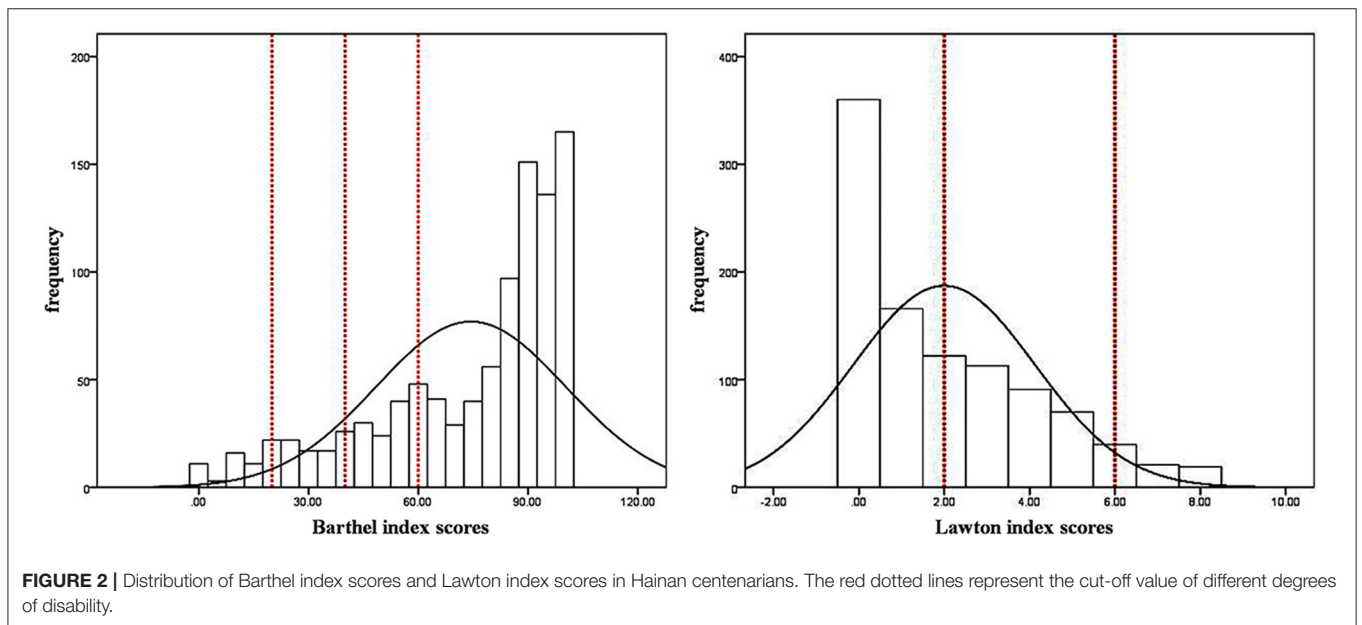 200
150
100
50
0
frequency
.00 30.00 60.00 90.00 120.00
Barthel index scores
400
300
200
100
0
frequency
-2.00 .00 2.00 4.00 6.00 8.00 10.00
Lawton index scores
FIGURE 2 | Distribution of Barthel index scores and Lawton index scores in Hainan centenarians. The red dotted lines represent the cut-off value of different degrees
of disability.